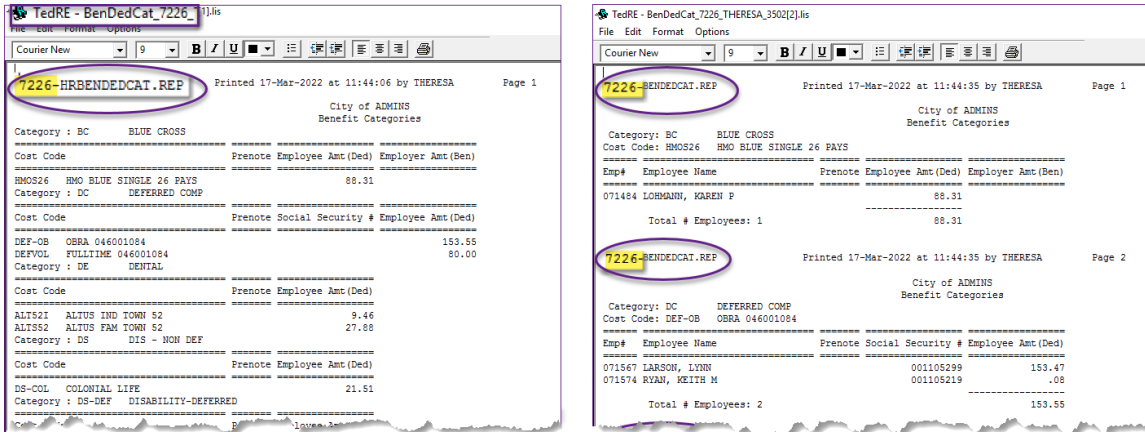 TedRE - BenDedCat_7226_T[1].lis
File Edit Format Options
Courier New 9 B I U
7226-HRBENDEDCAT.REP Printed 17-Mar-2022 at 11:44:06 by THERESA Page 1
City of ADMINS
Benefit Categories
Category : BC BLUE CROSS
Cost Code Prenote Employee Amt(Ded) Employer Amt(Ben)
HMOS26 HMO BLUE SINGLE 26 PAYS 88.31
Category : DC DEFERRED COMP
Cost Code Prenote Social Security # Employee Amt(Ded)
DEF-OB OBRA 046001084 153.55
DEFVOL FULLTIME 046001084 80.00
Category : DE DENTAL
Cost Code Prenote Employee Amt(Ded)
ALT52I ALTUS IND TOWN 52 9.46
ALTS52 ALTUS FAM TOWN 52 27.88
Category : DS DIS - NON DEF
Cost Code Prenote Employee Amt(Ded)
DS-COL COLONIAL LIFE 21.51
Category : DS-DEF DISABILITY-DEFERRED
TedRE - BenDedCat_7226_THERESA_3502[2].lis
File Edit Format Options
Courier New 9 B I U
7226-BENDEDCAT.REP Printed 17-Mar-2022 at 11:44:35 by THERESA Page 1
City of ADMINS
Benefit Categories
Category: BC BLUE CROSS
Cost Code: HMOS26 HMO BLUE SINGLE 26 PAYS
Emp# Employee Name Prenote Employee Amt(Ded) Employer Amt(Ben)
071484 LOHMANN, KAREN P 88.31
Total # Employees: 1 88.31
7226-BENDEDCAT.REP Printed 17-Mar-2022 at 11:44:35 by THERESA Page 2
City of ADMINS
Benefit Categories
Category: DC DEFERRED COMP
Cost Code: DEF-OB OBRA 046001084
Emp# Employee Name Prenote Social Security # Employee Amt(Ded)
071567 LARSON, LYNN 001105299 153.47
071574 RYAN, KEITH M 001105219 .08
Total # Employees: 2 153.55